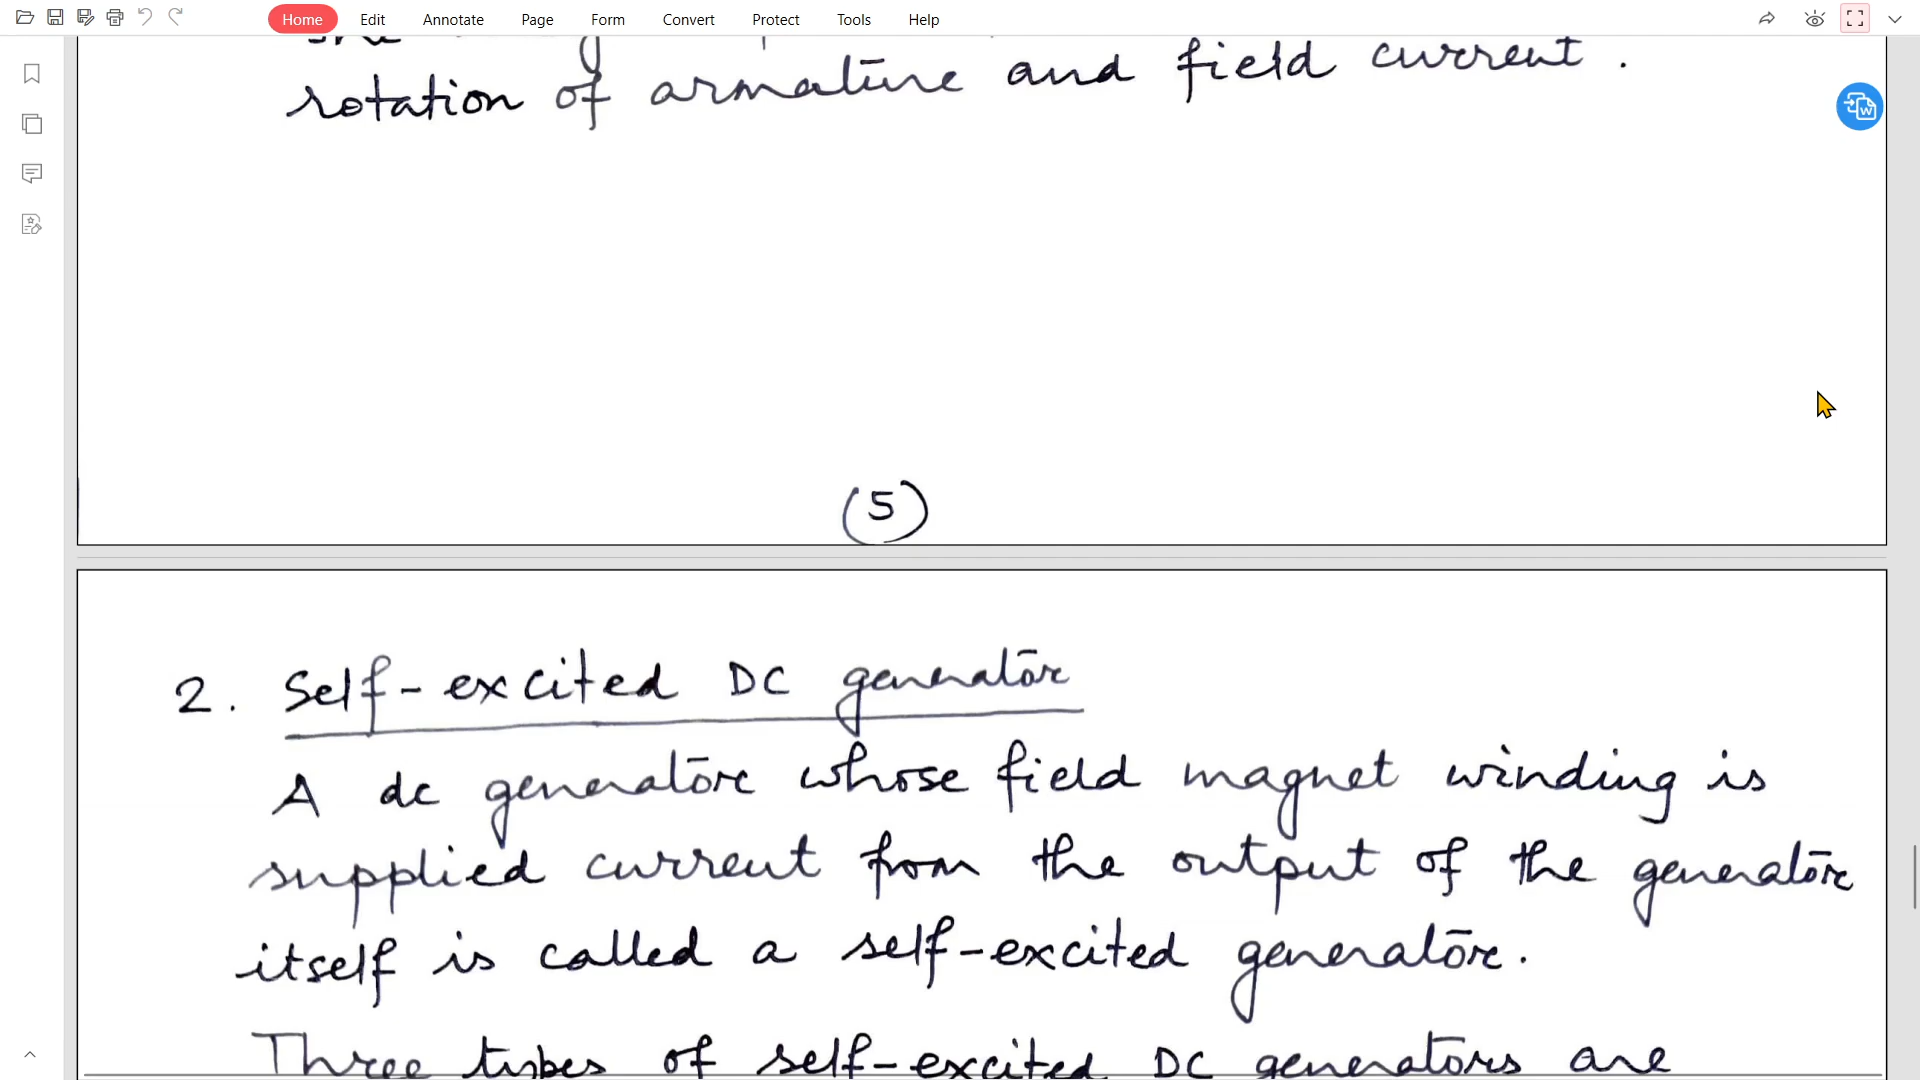 Home Edit Annotate Page Form Convert Protect Tools Help
rotation of armature and field current.
(5)
2. Self-excited DC generator
A dc generator whose field magnet winding is
supplied current from the output of the generator
itself is called a self-excited generator.
Three types of self-excited DC generators are